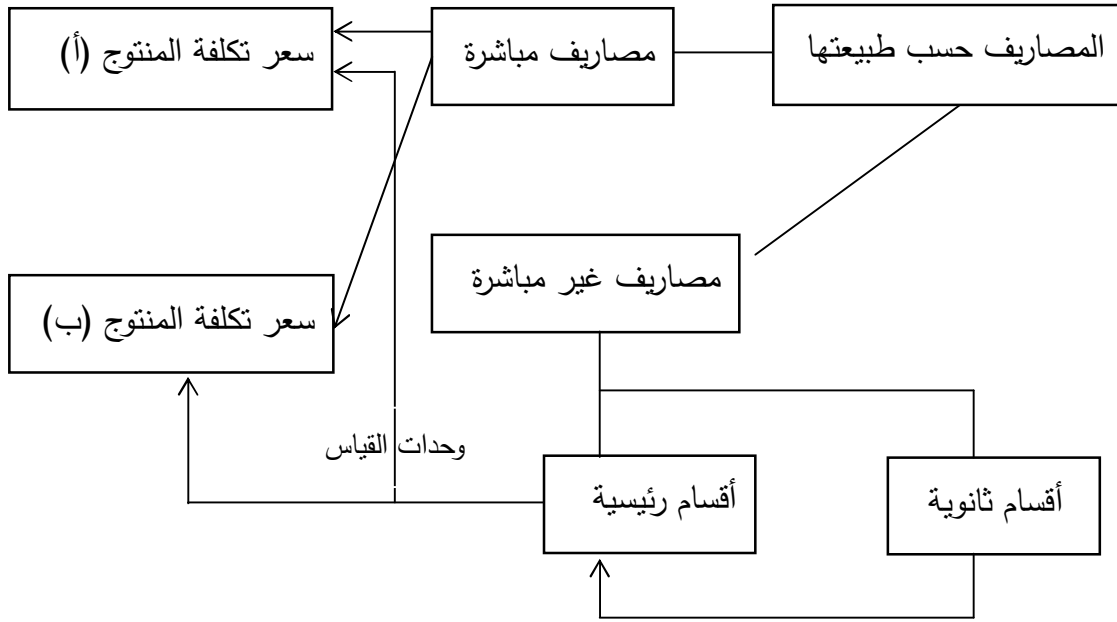 المصاريف حسب طبيعتها
مصاريف مباشرة
سعر تكلفة المنتوج (أ)
مصاريف غير مباشرة
سعر تكلفة المنتوج (ب)
وحدات القياس
أقسام ثانوية
أقسام رئيسية